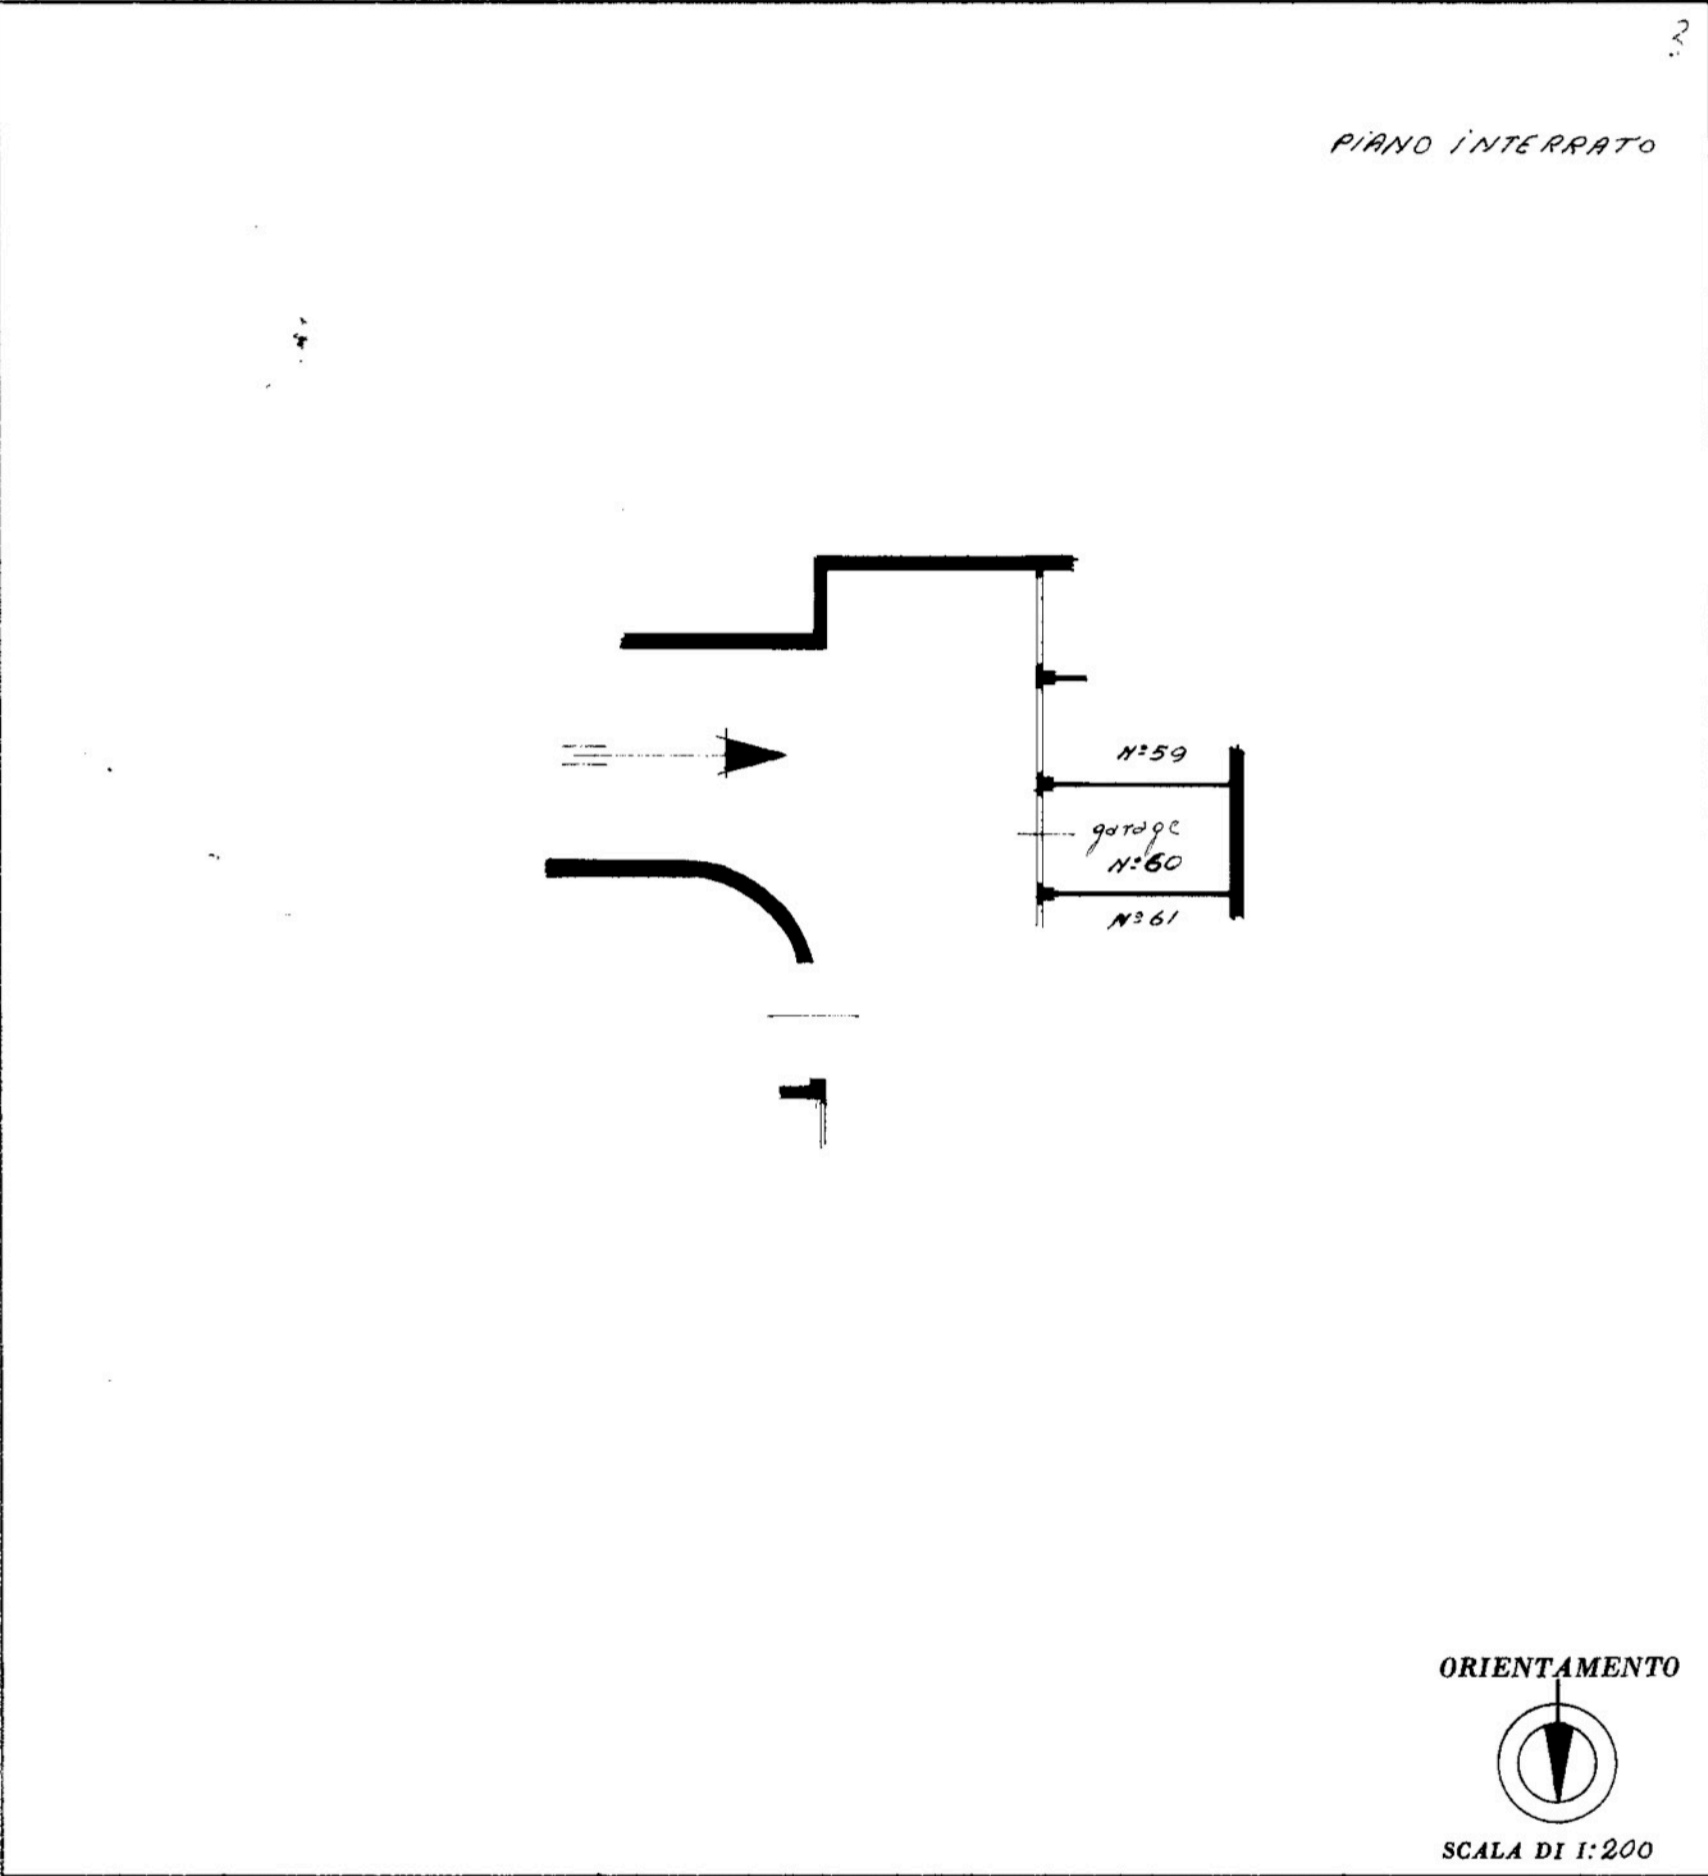 PIANO INTERRATO
N° 59
garage
N° 60
N° 61
ORIENTAMENTO
SCALA DI 1:200